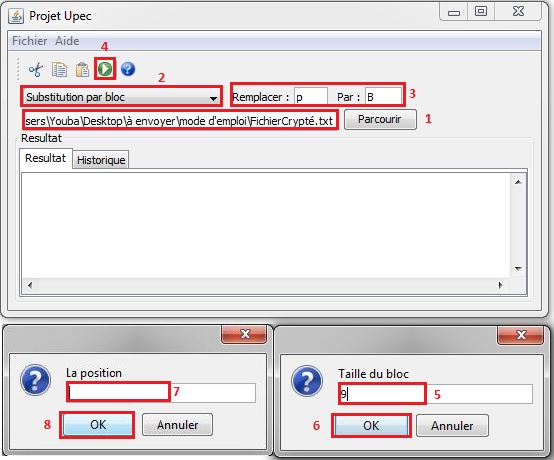 Projet Upec
Fichier Aide
4
2
Substitution par bloc
Remplacer : p Par : B
3
sers\Youba\Desktop\à envoyer\mode d'emploi\FichierCrypté.txt
Parcourir
1
Resultat
Resultat Historique
La position
7
8
OK
Annuler
Taille du bloc
9
5
6
OK
Annuler